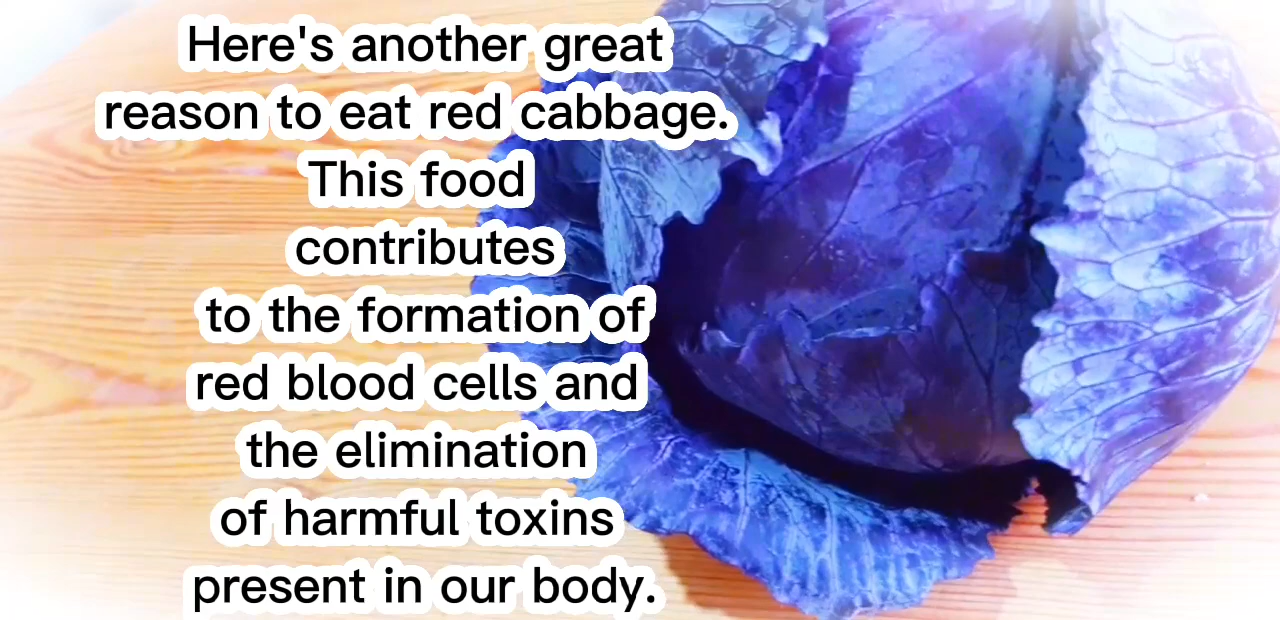 Here's another great
reason to eat red cabbage.
This food
contributes
to the formation of
red blood cells and
the elimination
of harmful toxins
present in our body.